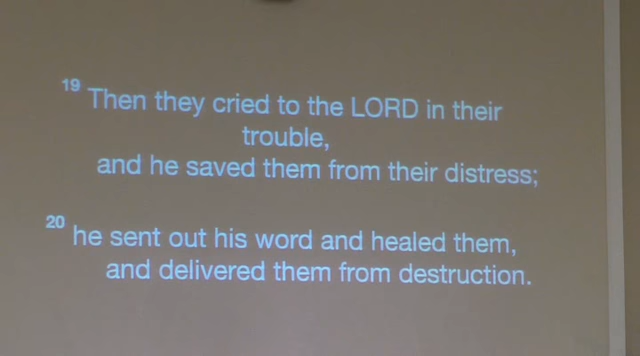 19 Then they cried to the LORD in their
trouble,
and he saved them from their distress;
20 he sent out his word and healed them,
and delivered them from destruction.